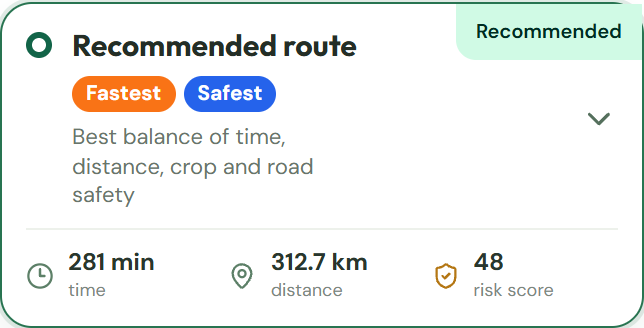 Recommended
Recommended route
Fastest Safest
Best balance of time,
distance, crop and road
safety
281 min 312.7 km 48
time distance risk score